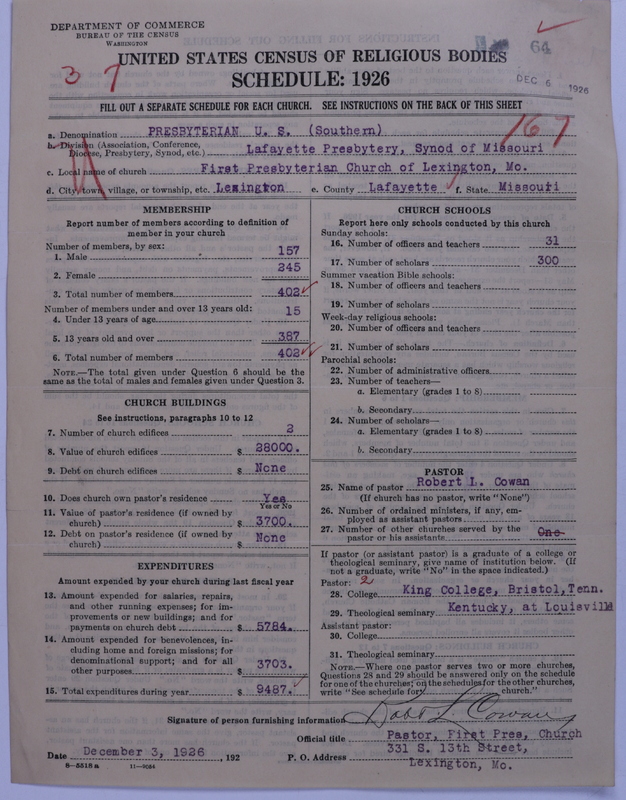 DEPARTMENT OF COMMERCE
BUREAU OF THE CENSUS
WASHINGTON
64
UNITED STATES CENSUS OF RELIGIOUS BODIES
3 7
SCHEDULE: 1926
DEC 6 1926
FILL OUT A SEPARATE SCHEDULE FOR EACH CHURCH. SEE INSTRUCTIONS ON THE BACK OF THIS SHEET
167
a. Denomination PRESBYTERIAN U. S. (Southern)
b. Division (Association, Conference,
Diocese, Presbytery, Synod, etc.) Lafayette Presbytery, Synod of Missouri
c. Local name of church First Presbyterian Church of Lexington, Mo.
d. City, town, village, or township, etc. Lexington e. County Lafayette f. State Missouri
MEMBERSHIP
Report number of members according to definition of
member in your church
Number of members, by sex:
1. Male 157
2. Female 245
3. Total number of members 402
Number of members under and over 13 years old:
4. Under 13 years of age 15
5. 13 years old and over 387
6. Total number of members 402
NOTE.—The total given under Question 6 should be the
same as the total of males and females given under Question 3.
CHURCH BUILDINGS
See instructions, paragraphs 10 to 12
7. Number of church edifices 2
8. Value of church edifices $ 28000.
9. Debt on church edifices $ None
10. Does church own pastor's residence Yes
Yes or No
11. Value of pastor's residence (if owned by
church) $ 3700.
12. Debt on pastor's residence (if owned by
church) $ None
EXPENDITURES
Amount expended by your church during last fiscal year
13. Amount expended for salaries, repairs,
and other running expenses; for im-
provements or new buildings; and for
payments on church debt $ 5784.
14. Amount expended for benevolences, in-
cluding home and foreign missions; for
denominational support; and for all
other purposes $ 3703.
15. Total expenditures during year $ 9487.
CHURCH SCHOOLS
Report here only schools conducted by this church
Sunday schools:
16. Number of officers and teachers 31
17. Number of scholars 300
Summer vacation Bible schools:
18. Number of officers and teachers
19. Number of scholars
Week-day religious schools:
20. Number of officers and teachers
21. Number of scholars
Parochial schools:
22. Number of administrative officers
23. Number of teachers—
a. Elementary (grades 1 to 8)
b. Secondary
24. Number of scholars—
a. Elementary (grades 1 to 8)
b. Secondary
PASTOR
25. Name of pastor Robert L. Cowan
(If church has no pastor, write "None")
26. Number of ordained ministers, if any, em-
ployed as assistant pastors
27. Number of other churches served by the
pastor or his assistants One
If pastor (or assistant pastor) is a graduate of a college or
theological seminary, give name of institution below. (If
not a graduate, write "No" in the space indicated.)
Pastor: 2
28. College King College, Bristol, Tenn.
29. Theological seminary Kentucky, at Louisville
Assistant pastor:
30. College
31. Theological seminary
NOTE.—Where one pastor serves two or more churches,
Questions 28 and 29 should be answered only on the schedule
for one of the churches; on the schedules for the other churches,
write "See schedule for church."
Signature of person furnishing information Robt L Cowan
Official title Pastor, First Pres, Church
Date December 3, 1926, 192 P. O. Address 331 S. 13th Street,
Lexington, Mo.
8—5518 a 11—9684